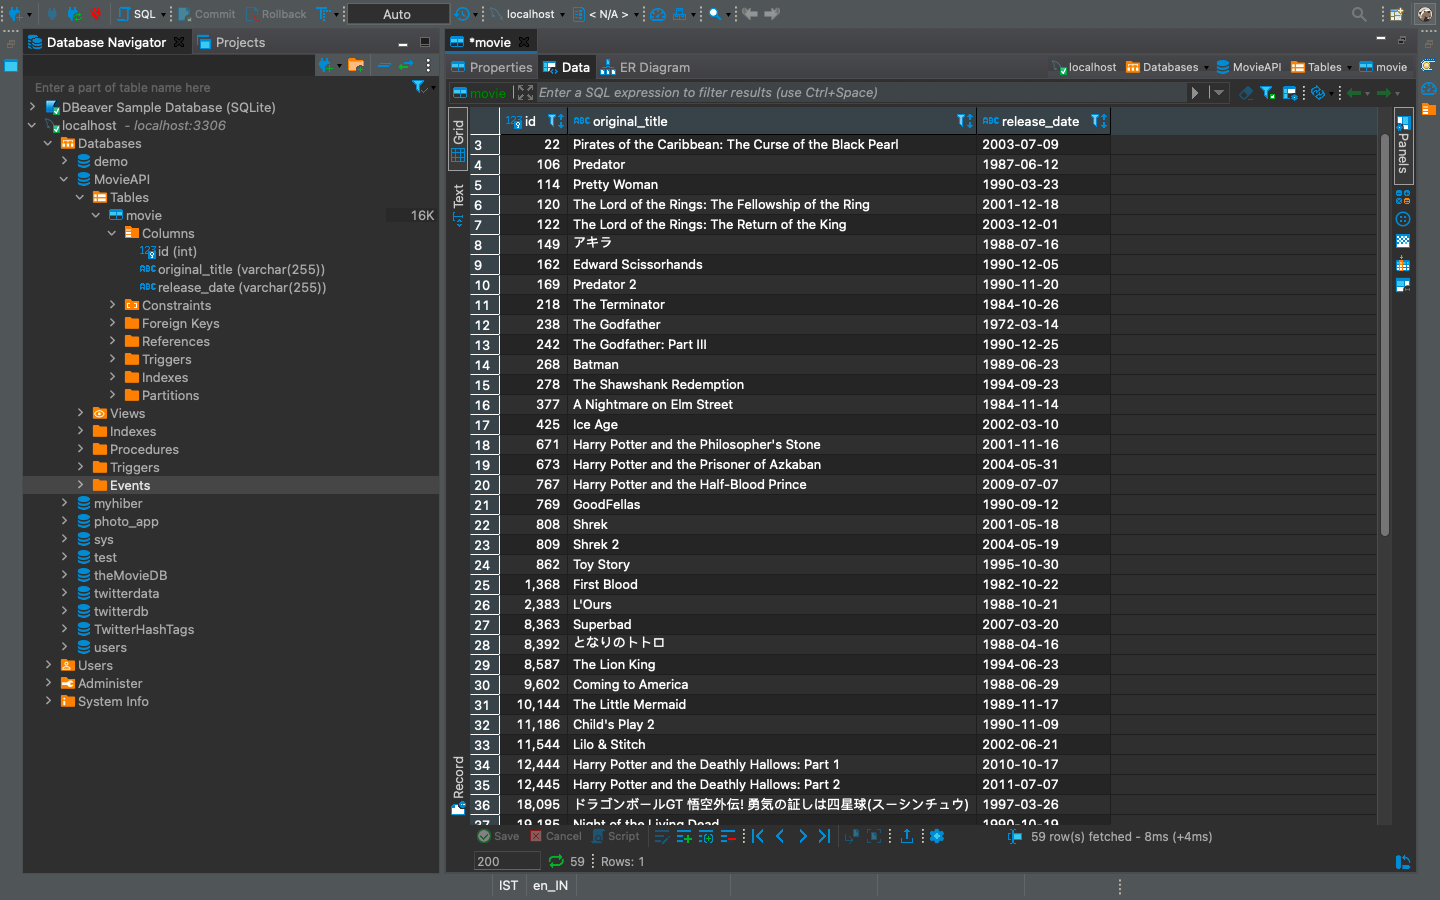 SQL
Commit
Rollback
Auto
localhost
< N/A >
Database Navigator
Projects
Enter a part of table name here
DBeaver Sample Database (SQLite)
localhost - localhost:3306
Databases
demo
MovieAPI
Tables
movie 16K
Columns
id (int)
original_title (varchar(255))
release_date (varchar(255))
Constraints
Foreign Keys
References
Triggers
Indexes
Partitions
Views
Indexes
Procedures
Triggers
Events
myhiber
photo_app
sys
test
theMovieDB
twitterdata
twitterdb
TwitterHashTags
users
Users
Administer
System Info
*movie
Properties
Data
ER Diagram
localhost
Databases
MovieAPI
Tables
movie
movie
Enter a SQL expression to filter results (use Ctrl+Space)
Grid
Text
Record
Panels
123 id ABC original_title ABC release_date
3 22 Pirates of the Caribbean: The Curse of the Black Pearl 2003-07-09
4 106 Predator 1987-06-12
5 114 Pretty Woman 1990-03-23
6 120 The Lord of the Rings: The Fellowship of the Ring 2001-12-18
7 122 The Lord of the Rings: The Return of the King 2003-12-01
8 149 アキラ 1988-07-16
9 162 Edward Scissorhands 1990-12-05
10 169 Predator 2 1990-11-20
11 218 The Terminator 1984-10-26
12 238 The Godfather 1972-03-14
13 242 The Godfather: Part III 1990-12-25
14 268 Batman 1989-06-23
15 278 The Shawshank Redemption 1994-09-23
16 377 A Nightmare on Elm Street 1984-11-14
17 425 Ice Age 2002-03-10
18 671 Harry Potter and the Philosopher's Stone 2001-11-16
19 673 Harry Potter and the Prisoner of Azkaban 2004-05-31
20 767 Harry Potter and the Half-Blood Prince 2009-07-07
21 769 GoodFellas 1990-09-12
22 808 Shrek 2001-05-18
23 809 Shrek 2 2004-05-19
24 862 Toy Story 1995-10-30
25 1,368 First Blood 1982-10-22
26 2,383 L'Ours 1988-10-21
27 8,363 Superbad 2007-03-20
28 8,392 となりのトトロ 1988-04-16
29 8,587 The Lion King 1994-06-23
30 9,602 Coming to America 1988-06-29
31 10,144 The Little Mermaid 1989-11-17
32 11,186 Child's Play 2 1990-11-09
33 11,544 Lilo & Stitch 2002-06-21
34 12,444 Harry Potter and the Deathly Hallows: Part 1 2010-10-17
35 12,445 Harry Potter and the Deathly Hallows: Part 2 2011-07-07
36 18,095 ドラゴンボールGT 悟空外伝! 勇気の証しは四星球(スーシンチュウ) 1997-03-26
37 19,185 Night of the Living Dead 1990-10-19
Save
Cancel
Script
59 row(s) fetched - 8ms (+4ms)
200
59
Rows: 1
IST
en_IN